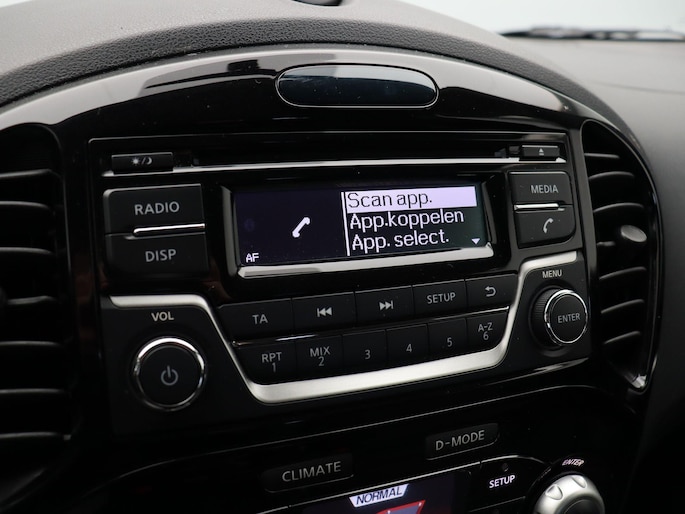 RADIO
DISP
AF
Scan app.
App.koppelen
App. select.
MEDIA
VOL
TA
SETUP
MENU
ENTER
RPT
1
MIX
2
3
4
5
A-Z
6
CLIMATE
D-MODE
NORMAL
SETUP
ENTER